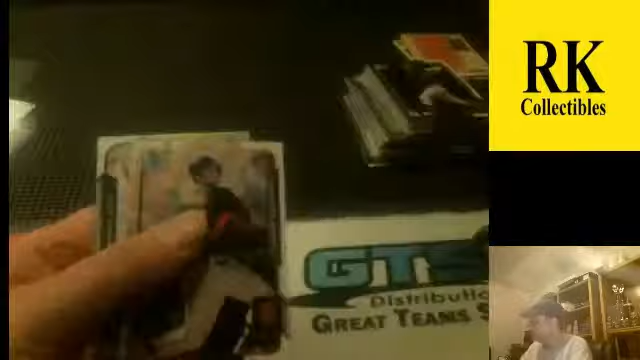 RK
Collectibles
GTS
Distributio
GREAT TEAMS S